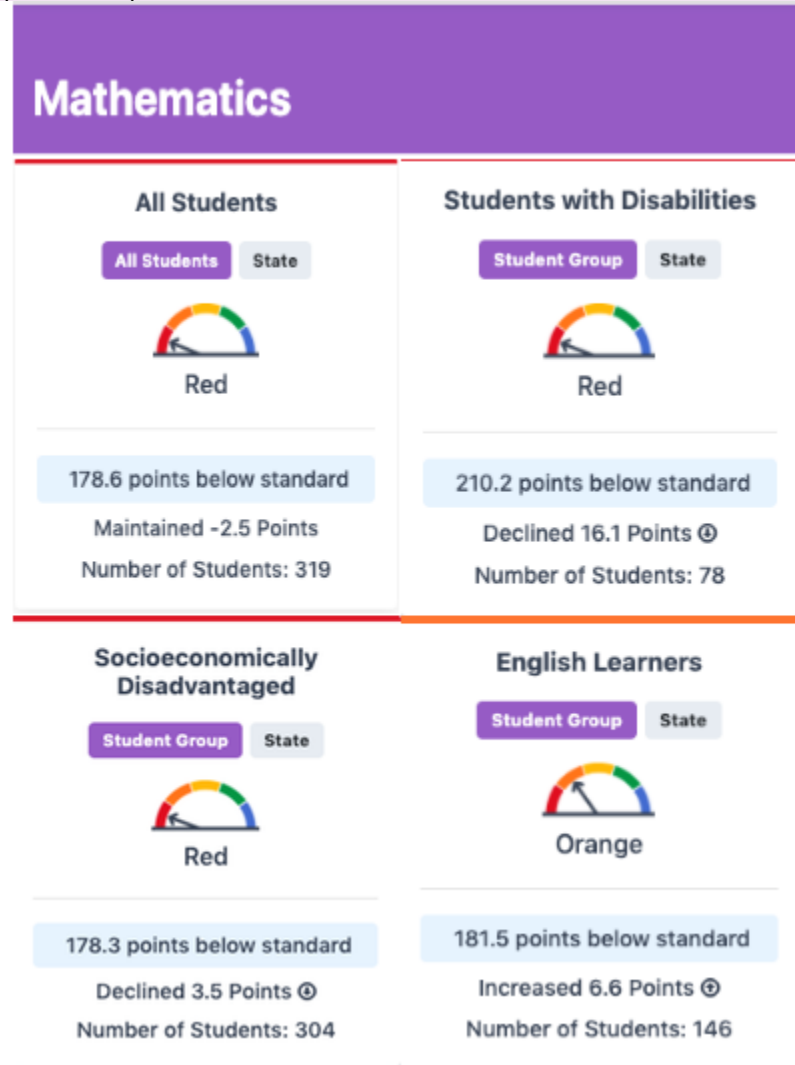 Mathematics
All Students
All Students State
Red
178.6 points below standard
Maintained -2.5 Points
Number of Students: 319
Students with Disabilities
Student Group State
Red
210.2 points below standard
Declined 16.1 Points
Number of Students: 78
Socioeconomically
Disadvantaged
Student Group State
Red
178.3 points below standard
Declined 3.5 Points
Number of Students: 304
English Learners
Student Group State
Orange
181.5 points below standard
Increased 6.6 Points
Number of Students: 146